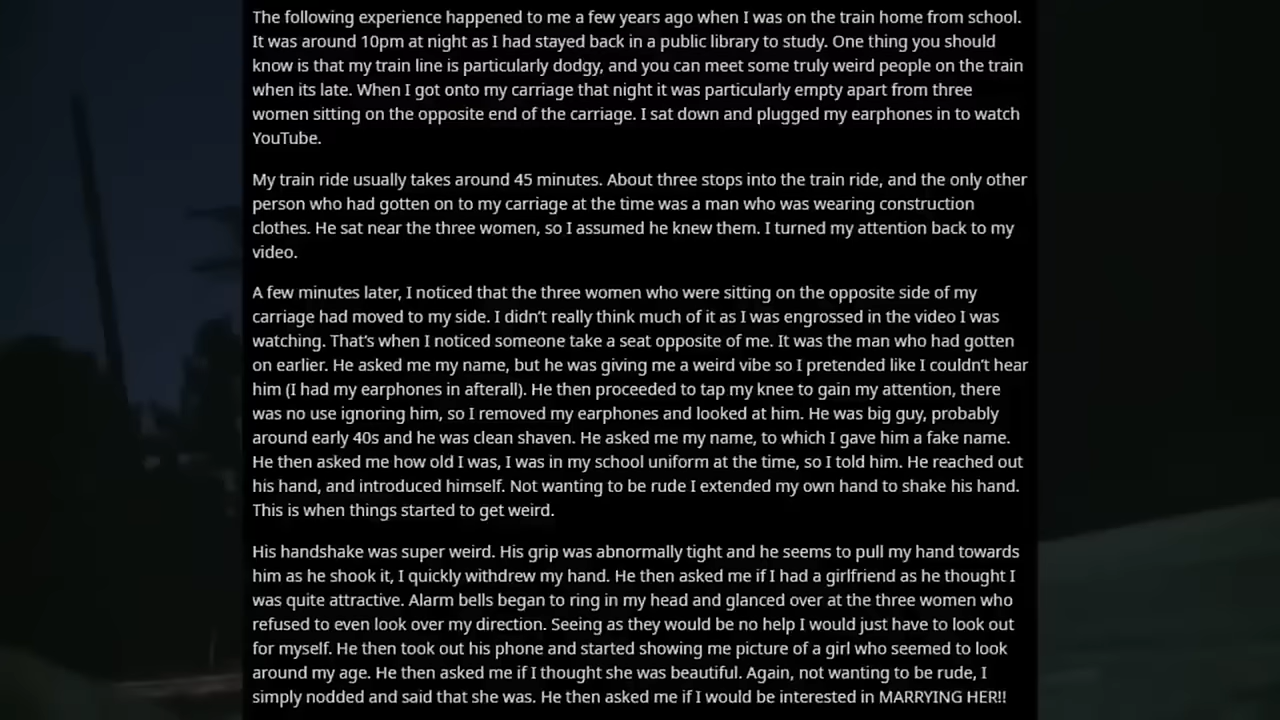 The following experience happened to me a few years ago when I was on the train home from school.
It was around 10pm at night as I had stayed back in a public library to study. One thing you should
know is that my train line is particularly dodgy, and you can meet some truly weird people on the train
when its late. When I got onto my carriage that night it was particularly empty apart from three
women sitting on the opposite end of the carriage. I sat down and plugged my earphones in to watch
YouTube.
My train ride usually takes around 45 minutes. About three stops into the train ride, and the only other
person who had gotten on to my carriage at the time was a man who was wearing construction
clothes. He sat near the three women, so I assumed he knew them. I turned my attention back to my
video.
A few minutes later, I noticed that the three women who were sitting on the opposite side of my
carriage had moved to my side. I didn't really think much of it as I was engrossed in the video I was
watching. That's when I noticed someone take a seat opposite of me. It was the man who had gotten
on earlier. He asked me my name, but he was giving me a weird vibe so I pretended like I couldn't hear
him (I had my earphones in afterall). He then proceeded to tap my knee to gain my attention, there
was no use ignoring him, so I removed my earphones and looked at him. He was big guy, probably
around early 40s and he was clean shaven. He asked me my name, to which I gave him a fake name.
He then asked me how old I was, I was in my school uniform at the time, so I told him. He reached out
his hand, and introduced himself. Not wanting to be rude I extended my own hand to shake his hand.
This is when things started to get weird.
His handshake was super weird. His grip was abnormally tight and he seems to pull my hand towards
him as he shook it, I quickly withdrew my hand. He then asked me if I had a girlfriend as he thought I
was quite attractive. Alarm bells began to ring in my head and glanced over at the three women who
refused to even look over my direction. Seeing as they would be no help I would just have to look out
for myself. He then took out his phone and started showing me picture of a girl who seemed to look
around my age. He then asked me if I thought she was beautiful. Again, not wanting to be rude, I
simply nodded and said that she was. He then asked me if I would be interested in MARRYING HER!!